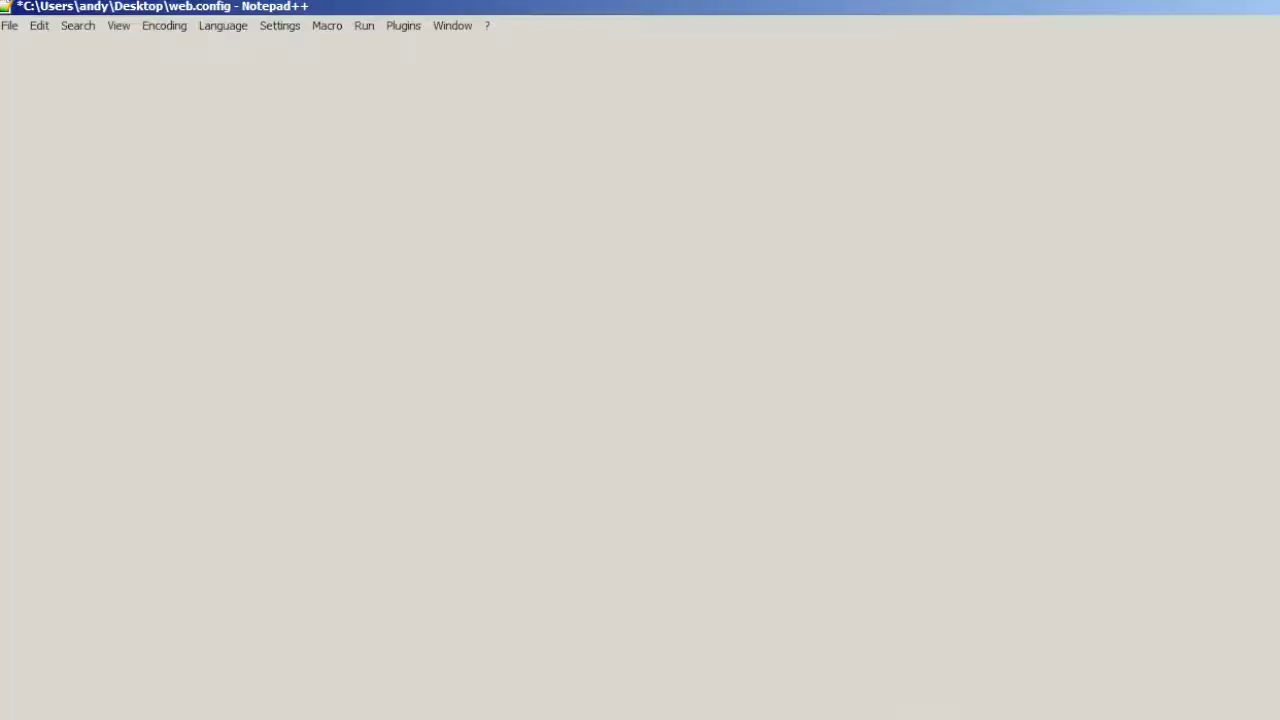 *C:\Users\andy\Desktop\web.config - Notepad++
File Edit Search View Encoding Language Settings Macro Run Plugins Window ?